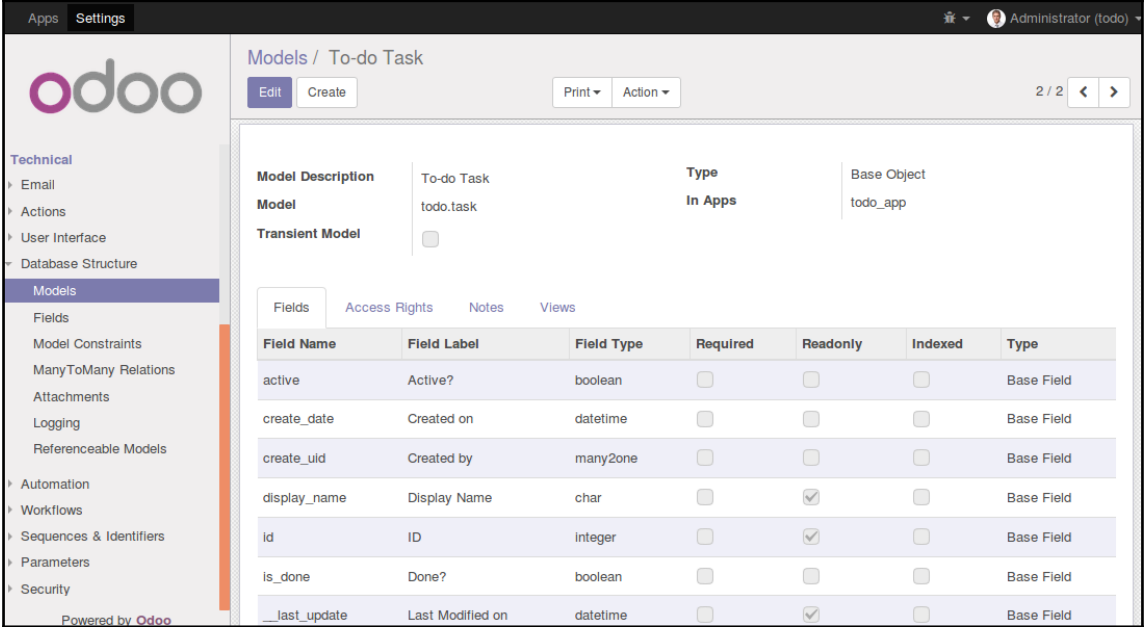 Apps Settings Administrator (todo)
odoo
Models / To-do Task
Edit Create Print Action 2 / 2
Technical
Email
Actions
User Interface
Database Structure
Models
Fields
Model Constraints
ManyToMany Relations
Attachments
Logging
Referenceable Models
Automation
Workflows
Sequences & Identifiers
Parameters
Security
Powered by Odoo
Model Description To-do Task Type Base Object
Model todo.task In Apps todo_app
Transient Model
Fields Access Rights Notes Views
Field Name Field Label Field Type Required Readonly Indexed Type
active Active? boolean Base Field
create_date Created on datetime Base Field
create_uid Created by many2one Base Field
display_name Display Name char Base Field
id ID integer Base Field
is_done Done? boolean Base Field
__last_update Last Modified on datetime Base Field